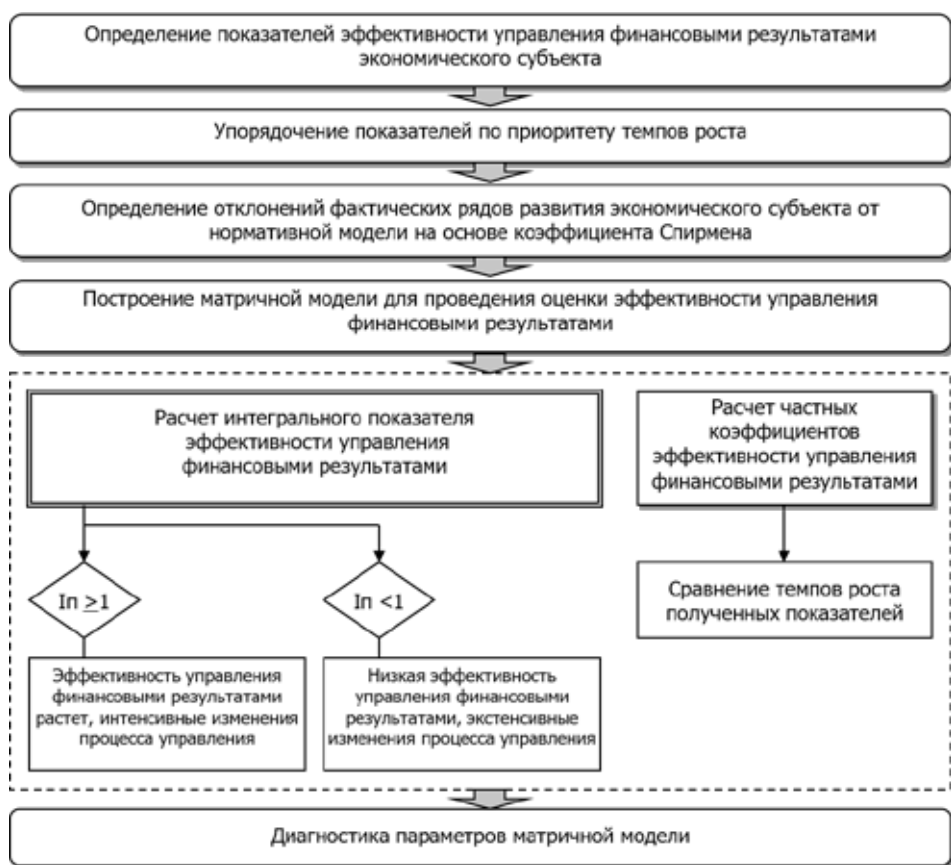 Определение показателей эффективности управления финансовыми результатами
экономического субъекта
Упорядочение показателей по приоритету темпов роста
Определение отклонений фактических рядов развития экономического субъекта от
нормативной модели на основе коэффициента Спирмена
Построение матричной модели для проведения оценки эффективности управления
финансовыми результатами
Расчет интегрального показателя
эффективности управления
финансовыми результатами
Расчет частных
коэффициентов
эффективности управления
финансовыми результатами
In ≥1
In <1
Сравнение темпов роста
полученных показателей
Эффективность управления
финансовыми результатами
растет, интенсивные изменения
процесса управления
Низкая эффективность
управления финансовыми
результатами, экстенсивные
изменения процесса управления
Диагностика параметров матричной модели